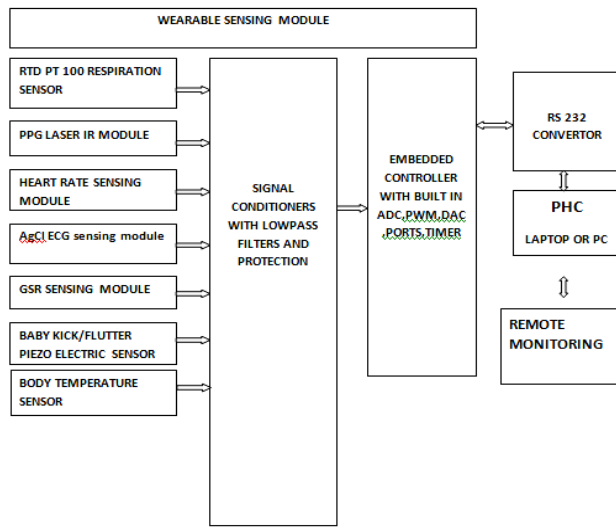 WEARABLE SENSING MODULE
RTD PT 100 RESPIRATION
SENSOR
PPG LASER IR MODULE
HEART RATE SENSING
MODULE
AgCl ECG sensing module
GSR SENSING MODULE
BABY KICK/FLUTTER
PIEZO ELECTRIC SENSOR
BODY TEMPERATURE
SENSOR
SIGNAL
CONDITIONERS
WITH LOWPASS
FILTERS AND
PROTECTION
EMBEDDED
CONTROLLER
WITH BUILT IN
ADC,PWM,DAC
,PORTS,TIMER
RS 232
CONVERTOR
PHC
LAPTOP OR PC
REMOTE
MONITORING